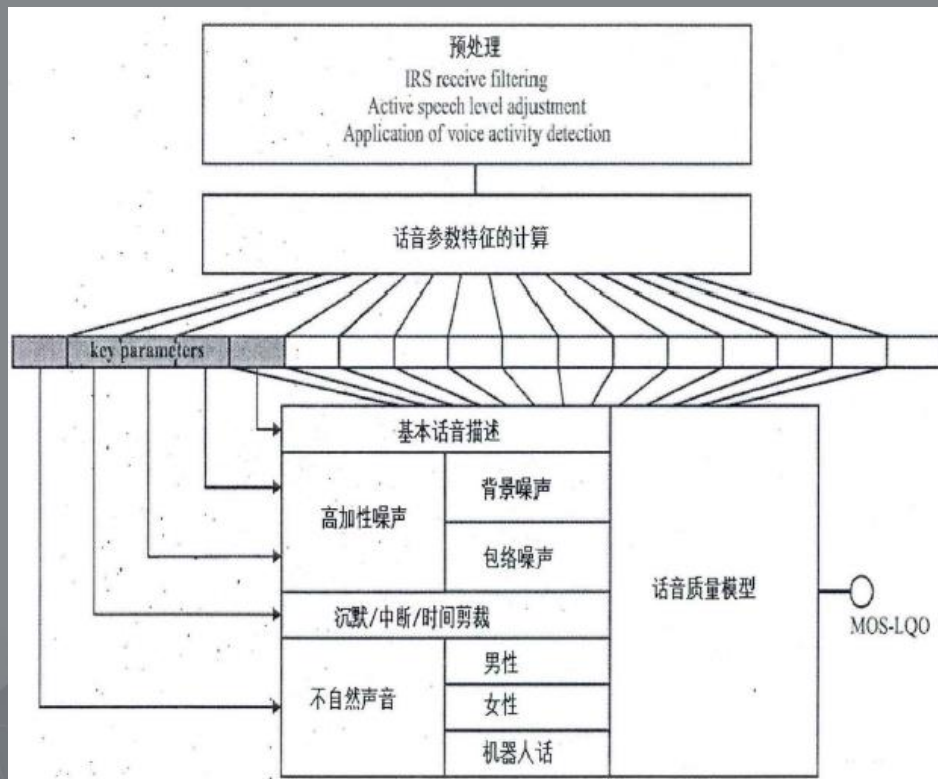 预处理
IRS receive filtering
Active speech level adjustment
Application of voice activity detection
话音参数特征的计算
key parameters
基本话音描述
高加性噪声
背景噪声
包络噪声
沉默/中断/时间剪裁
不自然声音
男性
女性
机器人话
话音质量模型
MOS-LQO